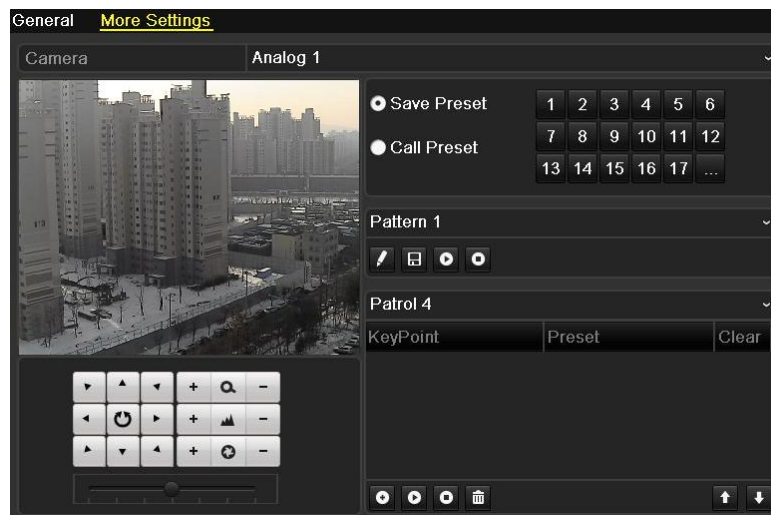 General More Settings
Camera Analog 1
Save Preset
1 2 3 4 5 6
Call Preset
7 8 9 10 11 12
13 14 15 16 17 ...
Pattern 1
Patrol 4
KeyPoint Preset Clear